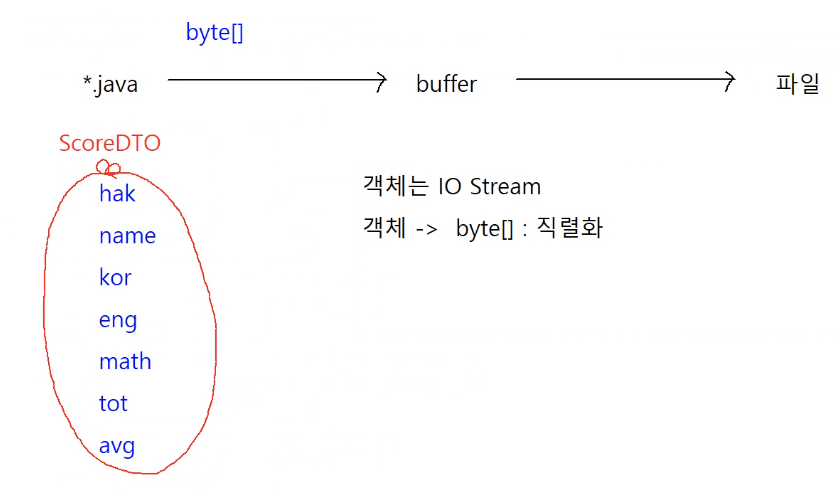 byte[]
*.java buffer 파일
ScoreDTO
hak
객체는 IO Stream
name
객체 -> byte[] : 직렬화
kor
eng
math
tot
avg